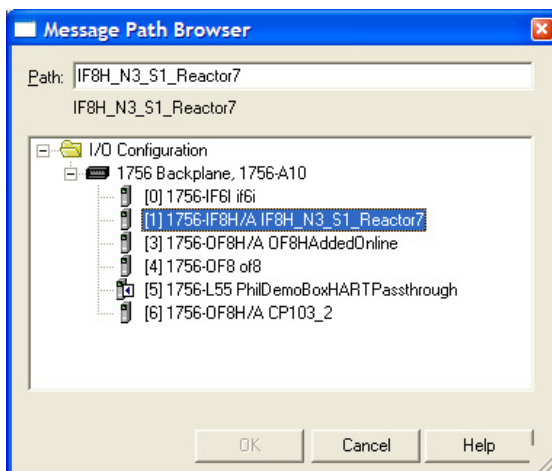 Message Path Browser
Path: IF8H_N3_S1_Reactor7
IF8H_N3_S1_Reactor7
I/O Configuration
1756 Backplane, 1756-A10
[0] 1756-IF6I if6i
[1] 1756-IF8H/A IF8H_N3_S1_Reactor7
[3] 1756-OF8H/A OF8HAddedOnline
[4] 1756-OF8 of8
[5] 1756-L55 PhilDemoBoxHARTPassthrough
[6] 1756-OF8H/A CP103_2
OK Cancel Help